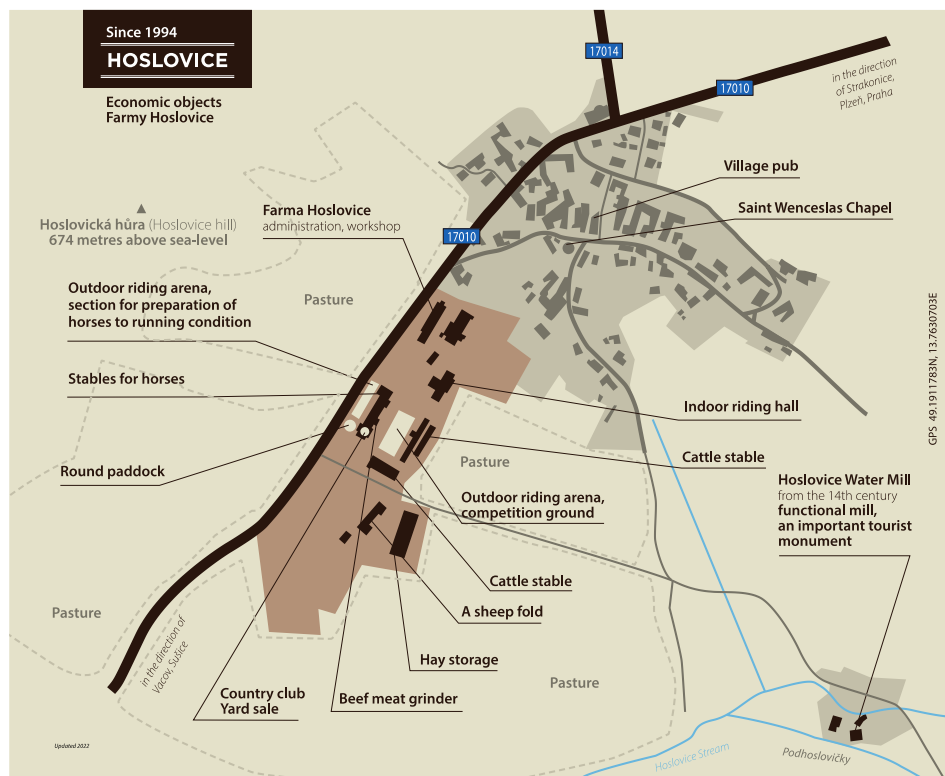 Since 1994
HOSLOVICE
Economic objects
Farmy Hoslovice
17014
17010
in the direction
of Strakonice,
Plzeň, Praha
Village pub
Saint Wenceslas Chapel
Hoslovická hůra (Hoslovice hill)
674 metres above sea-level
Farma Hoslovice
administration, workshop
17010
Outdoor riding arena,
section for preparation of
horses to running condition
Pasture
GPS 49.1911783N, 13.7630703E
Stables for horses
Indoor riding hall
Round paddock
Pasture
Cattle stable
Outdoor riding arena,
competition ground
Hoslovice Water Mill
from the 14th century
functional mill,
an important tourist
monument
Cattle stable
A sheep fold
Pasture
in the direction of
Vacov, Sušice
Hay storage
Country club
Yard sale
Beef meat grinder
Pasture
Updated 2022
Hoslovice Stream
Podhoslovičky